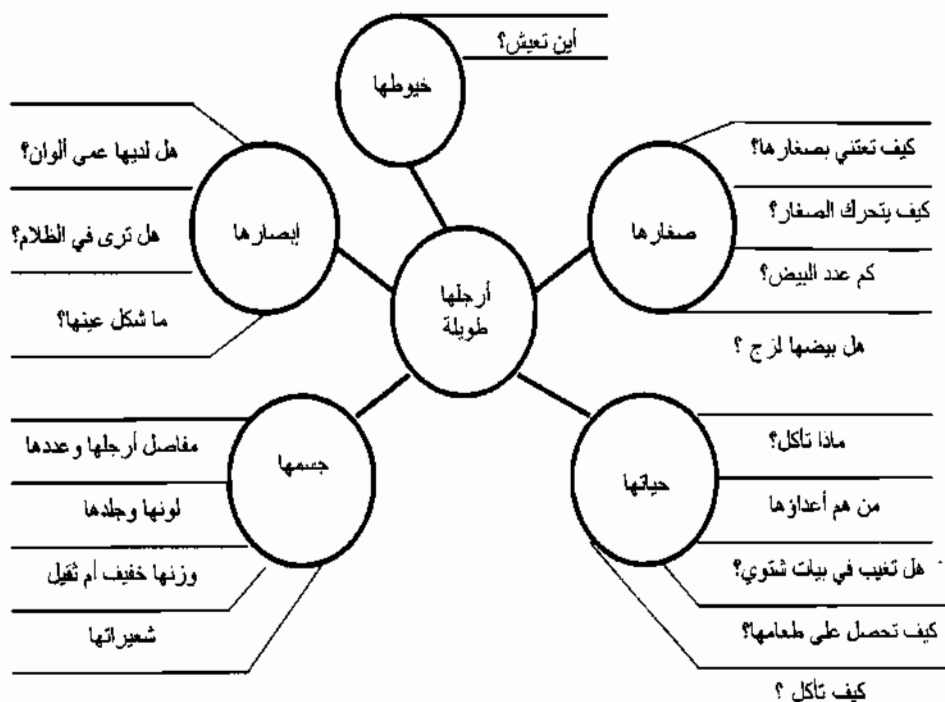 خيوطها
أين تعيش؟
صغارها
كيف تعتني بصغارها؟
كيف يتحرك الصغار؟
كم عدد البيض؟
هل بيضها لزج ؟
إبصارها
هل لديها عمى ألوان؟
هل ترى في الظلام؟
ما شكل عينها؟
أرجلها
طويلة
حياتها
ماذا تأكل؟
من هم أعداؤها
هل تغيب في بيات شتوي؟
كيف تحصل على طعامها؟
كيف تأكل ؟
جسمها
مفاصل أرجلها وعددها
لونها وجلدها
وزنها خفيف أم ثقيل
شعيراتها